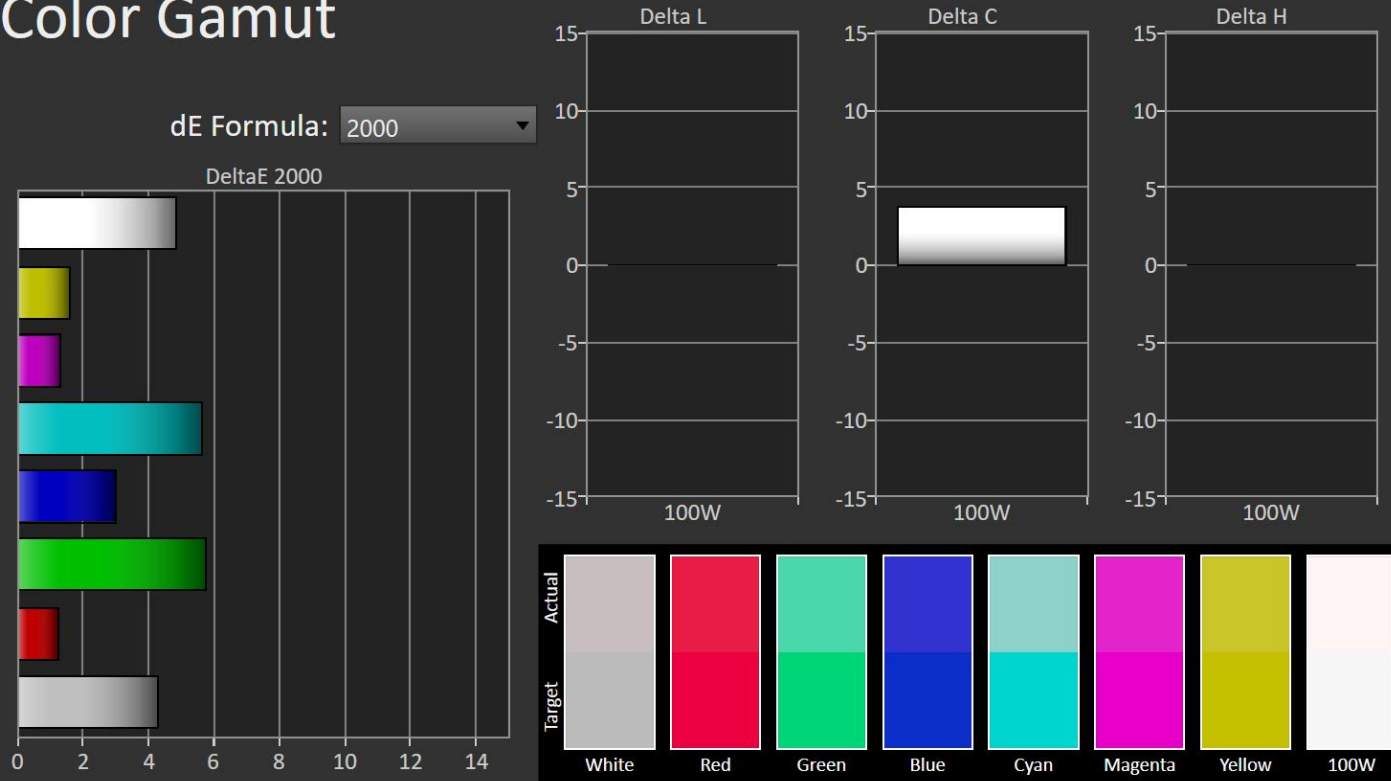 Color Gamut
dE Formula: 2000
DeltaE 2000
0 2 4 6 8 10 12 14
Delta L
15
10
5
0
-5
-10
-15
100W
Delta C
15
10
5
0
-5
-10
-15
100W
Delta H
15
10
5
0
-5
-10
-15
100W
Actual
Target
White Red Green Blue Cyan Magenta Yellow 100W